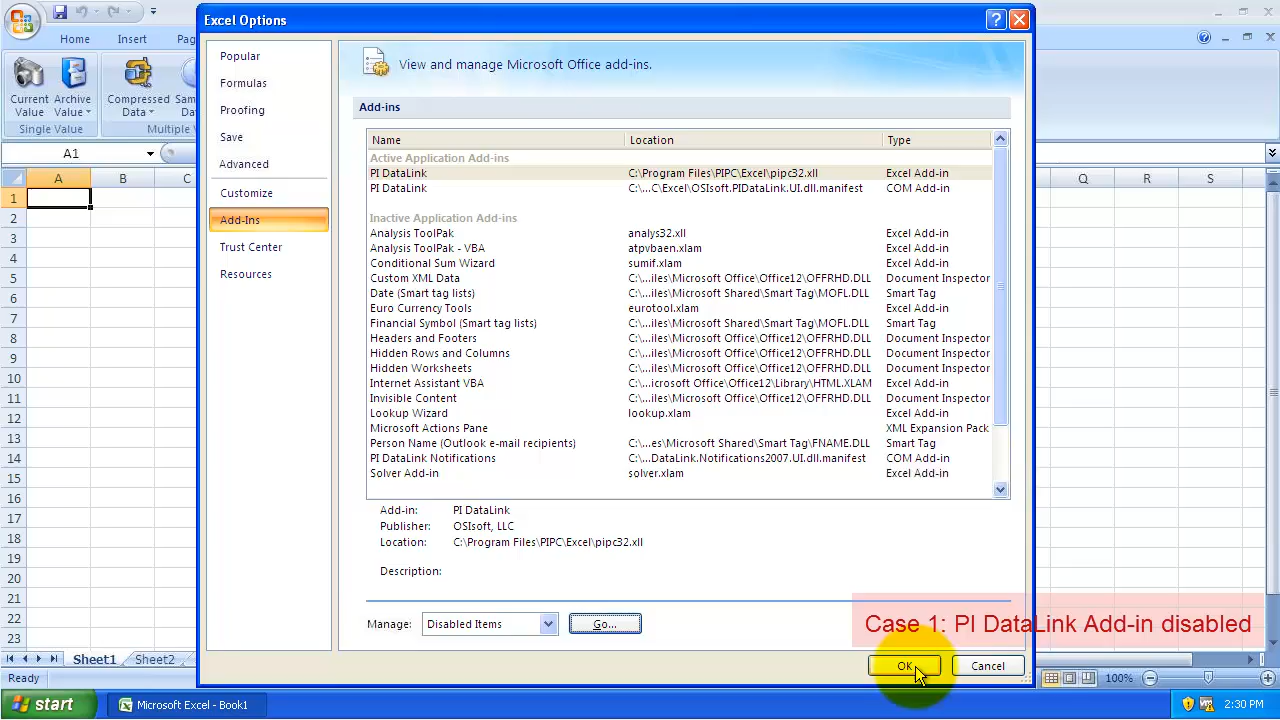 Excel Options
Home
Insert
Pag
Current Value
Archive Value
Compressed Data
Sam
Da
Single Value
Multiple V
A1
A
B
C
Q
R
S
1
2
3
4
5
6
7
8
9
10
11
12
13
14
15
16
17
18
19
20
21
22
23
Popular
Formulas
Proofing
Save
Advanced
Customize
Add-Ins
Trust Center
Resources
View and manage Microsoft Office add-ins.
Add-ins
Name Location Type
Active Application Add-ins
PI DataLink C:\Program Files\PIPC\Excel\pipc32.xll Excel Add-in
PI DataLink C:\...C\Excel\OSIsoft.PIDataLink.UI.dll.manifest COM Add-in
Inactive Application Add-ins
Analysis ToolPak analys32.xll Excel Add-in
Analysis ToolPak - VBA atpvbaen.xlam Excel Add-in
Conditional Sum Wizard sumif.xlam Excel Add-in
Custom XML Data C:\...iles\Microsoft Office\Office12\OFFRHD.DLL Document Inspector
Date (Smart tag lists) C:\...iles\Microsoft Shared\Smart Tag\MOFL.DLL Smart Tag
Euro Currency Tools eurotool.xlam Excel Add-in
Financial Symbol (Smart tag lists) C:\...iles\Microsoft Shared\Smart Tag\MOFL.DLL Smart Tag
Headers and Footers C:\...iles\Microsoft Office\Office12\OFFRHD.DLL Document Inspector
Hidden Rows and Columns C:\...iles\Microsoft Office\Office12\OFFRHD.DLL Document Inspector
Hidden Worksheets C:\...iles\Microsoft Office\Office12\OFFRHD.DLL Document Inspector
Internet Assistant VBA C:\...icrosoft Office\Office12\Library\HTML.XLAM Excel Add-in
Invisible Content C:\...iles\Microsoft Office\Office12\OFFRHD.DLL Document Inspector
Lookup Wizard lookup.xlam Excel Add-in
Microsoft Actions Pane XML Expansion Pack
Person Name (Outlook e-mail recipients) C:\...es\Microsoft Shared\Smart Tag\FNAME.DLL Smart Tag
PI DataLink Notifications C:\...DataLink.Notifications2007.UI.dll.manifest COM Add-in
Solver Add-in solver.xlam Excel Add-in
Add-in: PI DataLink
Publisher: OSIsoft, LLC
Location: C:\Program Files\PIPC\Excel\pipc32.xll
Description:
Manage: Disabled Items Go...
Case 1: PI DataLink Add-in disabled
OK Cancel
Sheet1 Sheet2
Ready 100%
start Microsoft Excel - Book1 2:30 PM